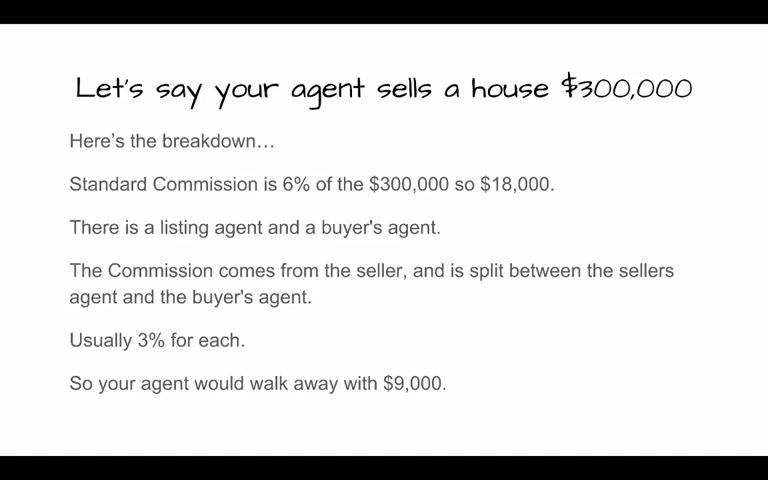 Let's say your agent sells a house $300,000
Here’s the breakdown…
Standard Commission is 6% of the $300,000 so $18,000.
There is a listing agent and a buyer's agent.
The Commission comes from the seller, and is split between the sellers
agent and the buyer's agent.
Usually 3% for each.
So your agent would walk away with $9,000.